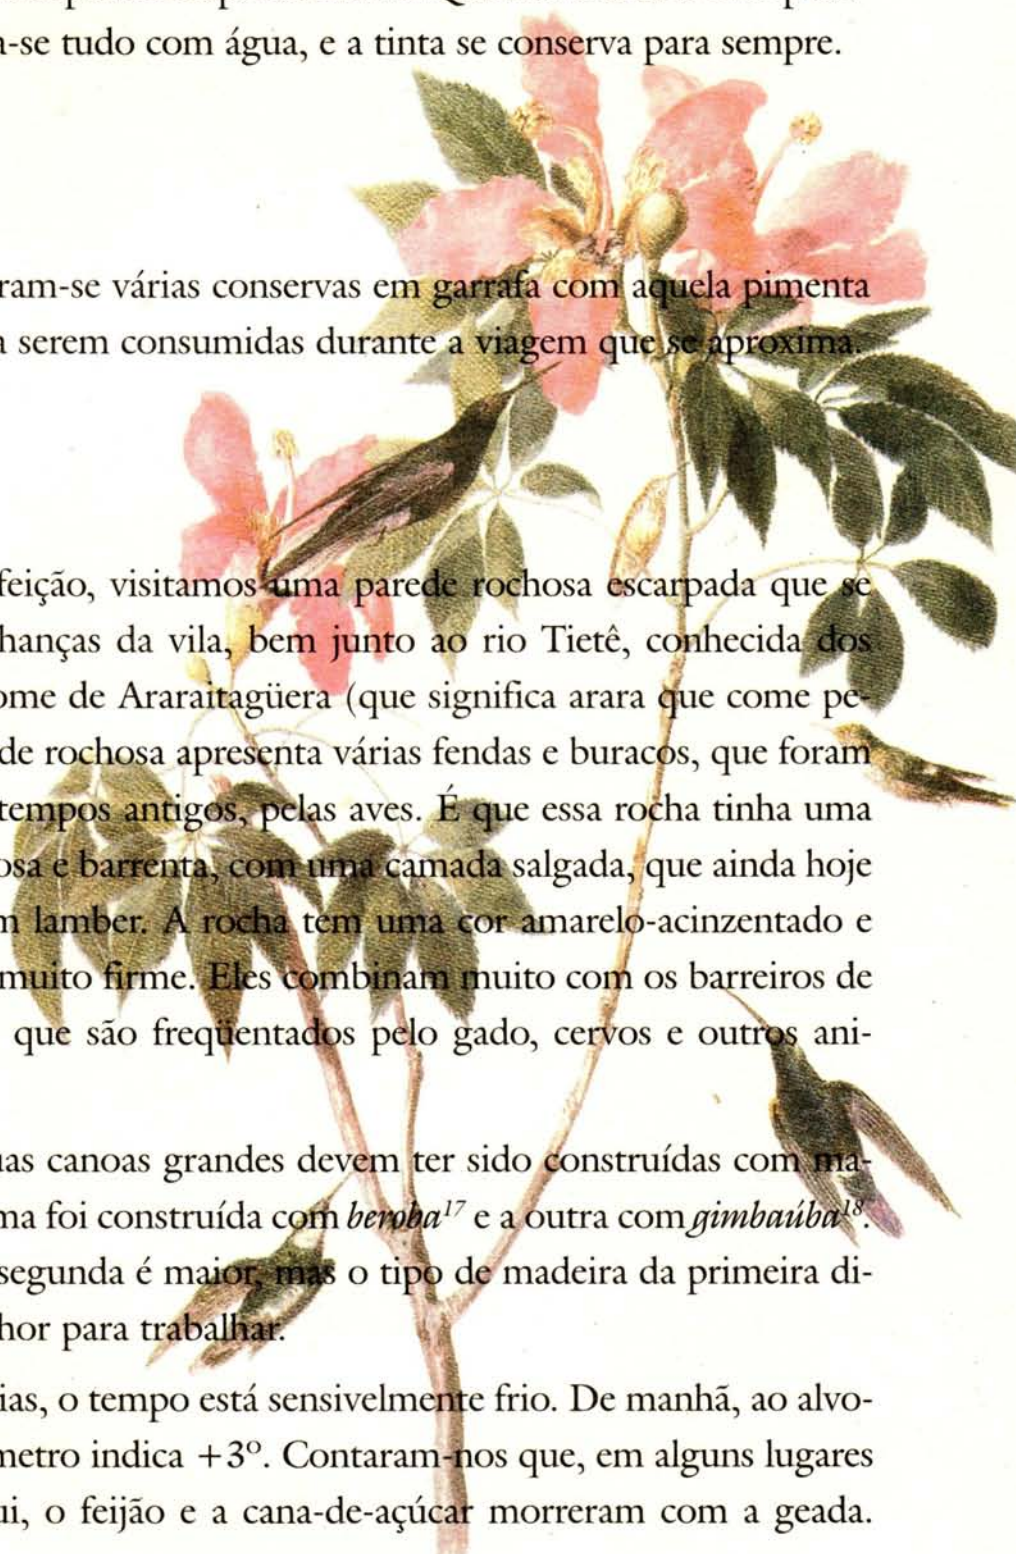 a-se tudo com água, e a tinta se conserva para sempre.
ram-se várias conservas em garrafa com aquela pimenta
a serem consumidas durante a viagem que se aproxima.
feição, visitamos uma parede rochosa escarpada que se
hanças da vila, bem junto ao rio Tietê, conhecida dos
ome de Araraitagüera (que significa arara que come pe-
de rochosa apresenta várias fendas e buracos, que foram
tempos antigos, pelas aves. É que essa rocha tinha uma
osa e barrenta, com uma camada salgada, que ainda hoje
m lamber. A rocha tem uma cor amarelo-acinzentado e
muito firme. Eles combinam muito com os barreiros de
que são freqüentados pelo gado, cervos e outros ani-
uas canoas grandes devem ter sido construídas com ma-
ma foi construída com beroba17 e a outra com gimbaúba18.
segunda é maior, mas o tipo de madeira da primeira di-
hor para trabalhar.
ias, o tempo está sensivelmente frio. De manhã, ao alvo-
metro indica +3º. Contaram-nos que, em alguns lugares
ui, o feijão e a cana-de-açúcar morreram com a geada.